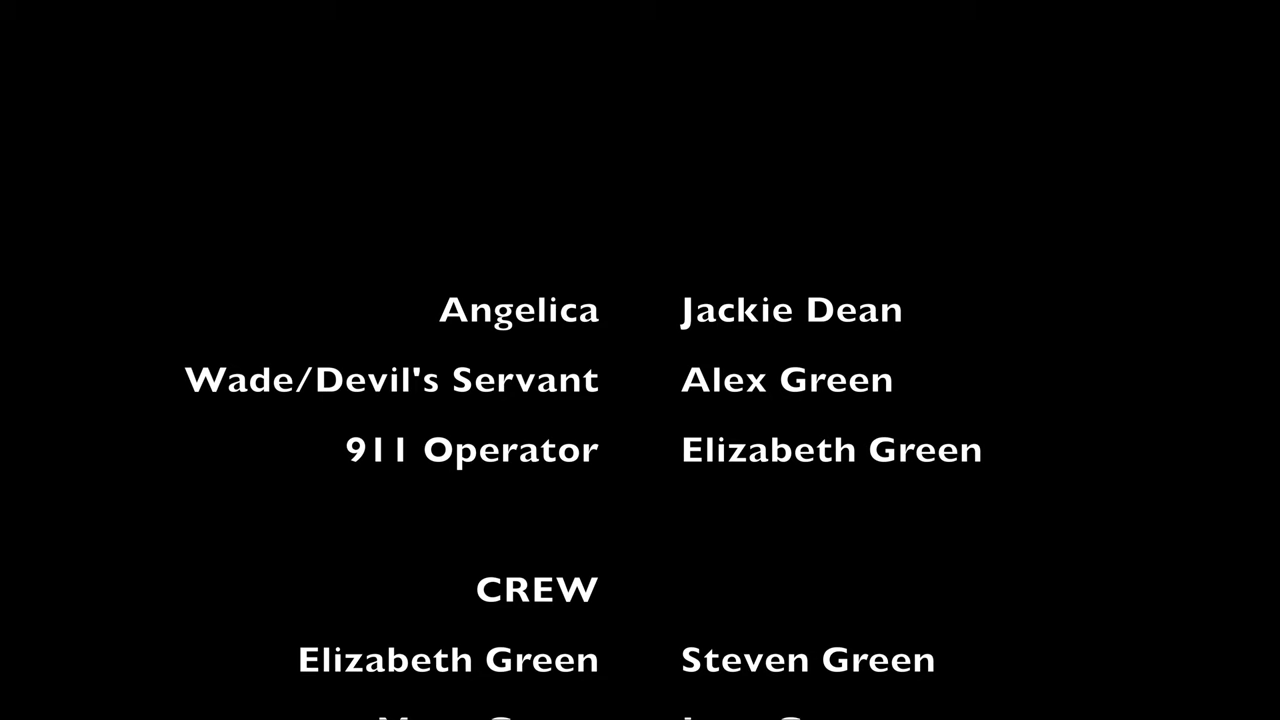 Angelica Jackie Dean
Wade/Devil's Servant Alex Green
911 Operator Elizabeth Green
CREW
Elizabeth Green Steven Green